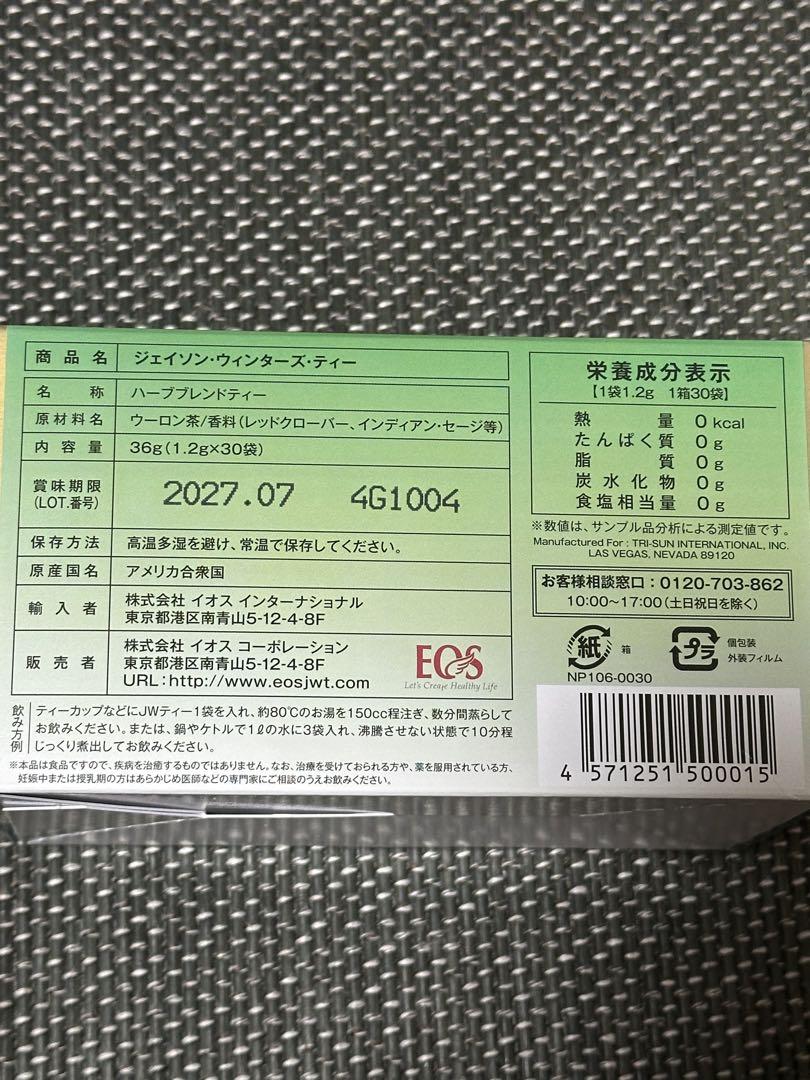 商品名 ジェイソン・ウィンターズ・ティー
名称 ハーブブレンドティー
原材料名 ウーロン茶/香料(レッドクローバー、インディアン・セージ等)
内容量 36g(1.2g×30袋)
賞味期限 (LOT.番号) 2027.07 4G1004
保存方法 高温多湿を避け、常温で保存してください。
原産国名 アメリカ合衆国
輸入者 株式会社 イオス インターナショナル
東京都港区南青山5-12-4-8F
販売者 株式会社 イオス コーポレーション
東京都港区南青山5-12-4-8F
URL:http://www.eosjwt.com
EOS
Let's Create Healthy Life
飲み方例
ティーカップなどにJWティー1袋を入れ、約80℃のお湯を150cc程注ぎ、数分間蒸らして
お飲みください。または、鍋やケトルで1ℓの水に3袋入れ、沸騰させない状態で10分程
じっくり煮出してお飲みください。
※本品は食品ですので、疾病を治癒するものではありません。なお、治療を受けておられる方や、薬を服用されている方、
妊娠中または授乳期の方はあらかじめ医師などの専門家にご相談のうえお飲みください。
栄養成分表示
【1袋1.2g 1箱30袋】
熱量 0 kcal
たんぱく質 0 g
脂質 0 g
炭水化物 0 g
食塩相当量 0 g
※数値は、サンプル品分析による測定値です。
Manufactured For : TRI-SUN INTERNATIONAL, INC.
LAS VEGAS, NEVADA 89120
お客様相談窓口:0120-703-862
10:00~17:00(土日祝日を除く)
紙 箱
プラ 個包装
外装フィルム
NP106-0030
4 571251 500015